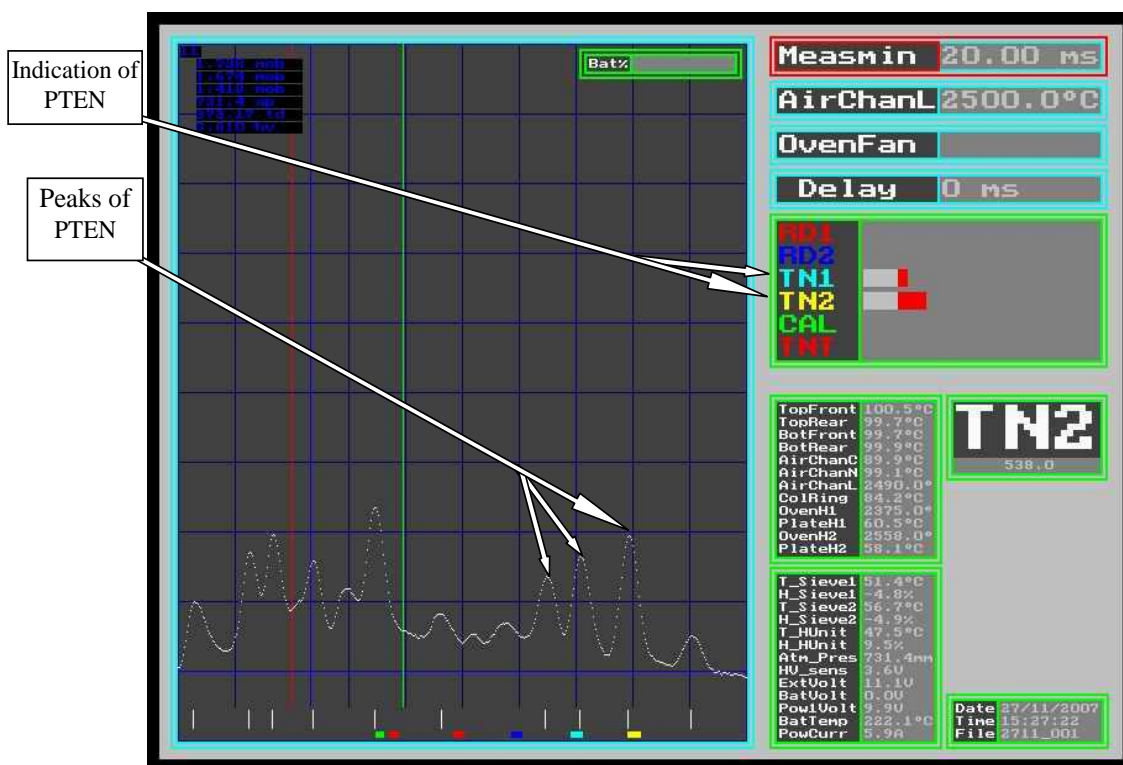 Indication of
PTEN
Peaks of
PTEN
Bat%
Measmin 20.00 ms
AirChanL 2500.0°C
OvenFan
Delay 0 ms
RD1
RD2
TN1
TN2
CAL
TNT
TopFront 100.5°C
TopRear 99.7°C
BotFront 99.7°C
BotRear 99.9°C
AirChanC 89.9°C
AirChanN 99.1°C
AirChanL 2490.0°
ColRing 84.2°C
OvenH1 2375.0°
PlateH1 60.5°C
OvenH2 2558.0°
PlateH2 58.1°C
TN2
538.0
T_Sieve1 51.4°C
H_Sieve1 -4.8%
T_Sieve2 56.7°C
H_Sieve2 -4.9%
T_HUnit 47.5°C
H_HUnit 9.5%
Atm_Pres 731.4mm
HV_sens 3.6V
ExtVolt 11.1V
BatVolt 0.0V
Pow1Volt 9.9V
BatTemp 222.1°C
PowCurr 5.9A
Date 27/11/2007
Time 15:27:22
File 2711_001